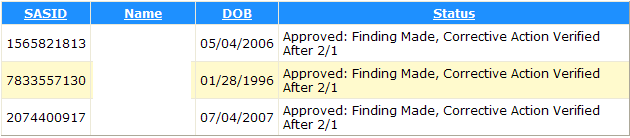 SASID Name DOB Status
1565821813 05/04/2006 Approved: Finding Made, Corrective Action Verified
After 2/1
7833557130 01/28/1996 Approved: Finding Made, Corrective Action Verified
After 2/1
2074400917 07/04/2007 Approved: Finding Made, Corrective Action Verified
After 2/1